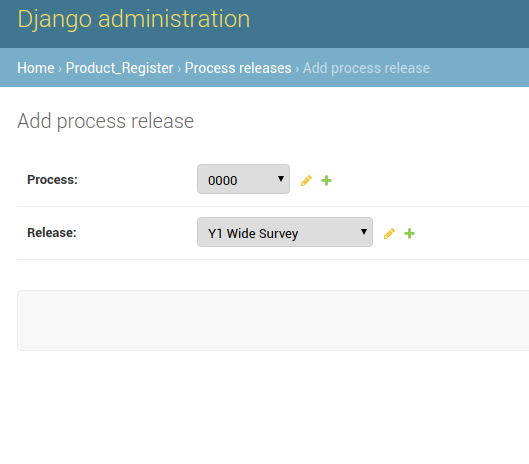 Django administration
Home › Product_Register › Process releases › Add process release
Add process release
Process: 0000
Release: Y1 Wide Survey